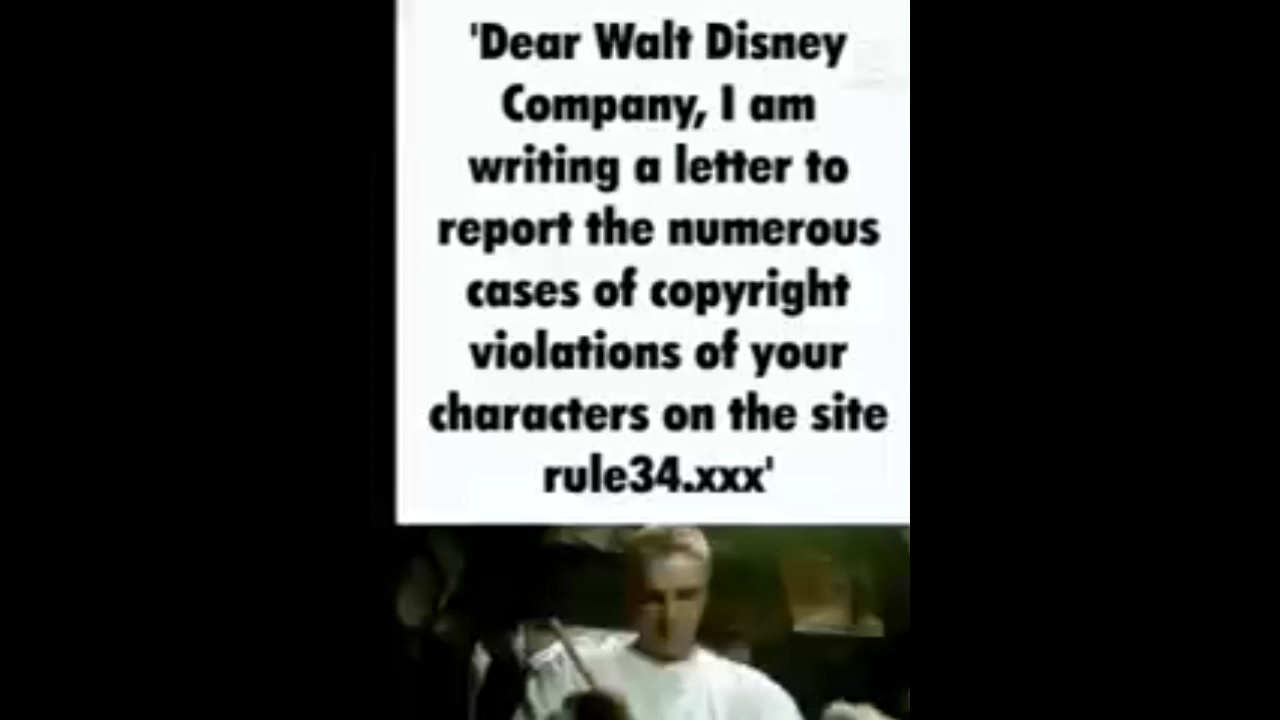 'Dear Walt Disney
Company, I am
writing a letter to
report the numerous
cases of copyright
violations of your
characters on the site
rule34.xxx'